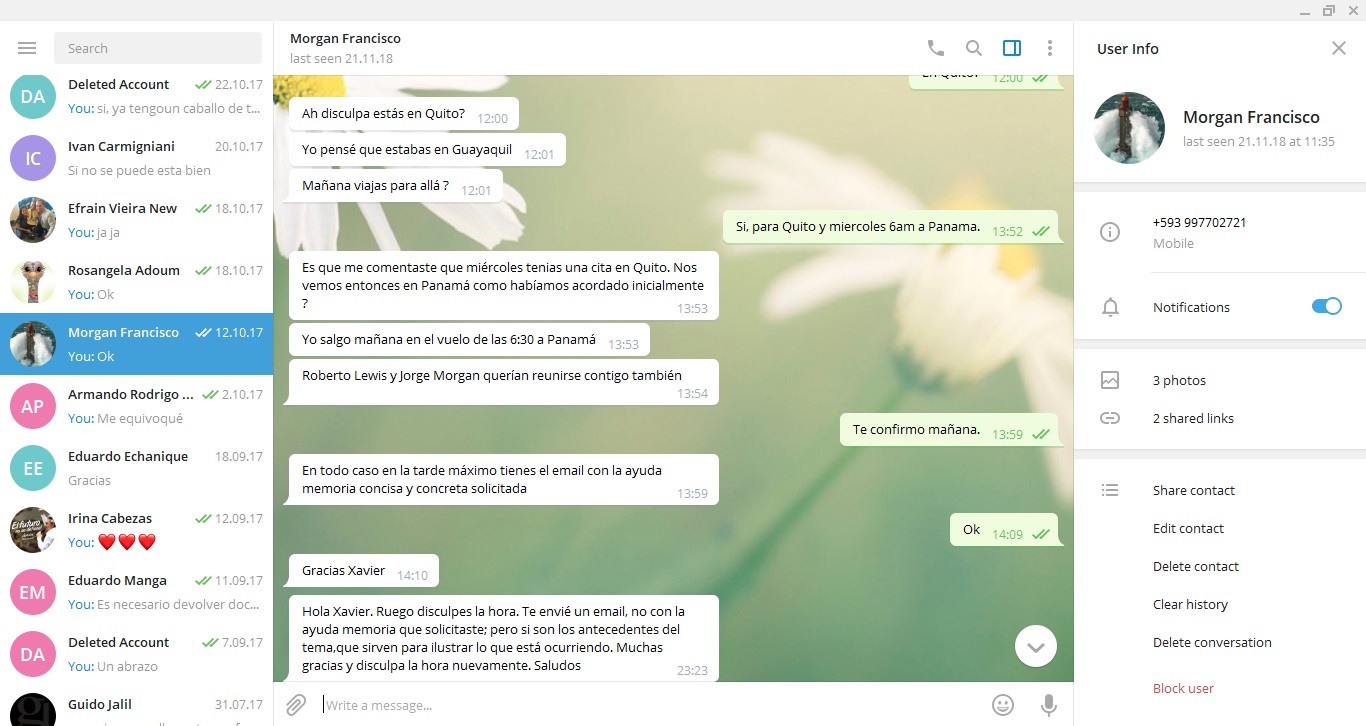 Search
DA
Deleted Account
22.10.17
You: si, ya tengoun caballo de t...
IC
Ivan Carmigniani
20.10.17
Si no se puede esta bien
Efrain Vieira New
18.10.17
You: ja ja
Rosangela Adoum
18.10.17
You: Ok
Morgan Francisco
12.10.17
You: Ok
AP
Armando Rodrigo ...
2.10.17
You: Me equivoqué
EE
Eduardo Echanique
18.09.17
Gracias
El futuro
Irina Cabezas
12.09.17
You: ❤️❤️❤️
EM
Eduardo Manga
11.09.17
You: Es necesario devolver doc...
DA
Deleted Account
7.09.17
You: Un abrazo
Guido Jalil
31.07.17
Morgan Francisco
last seen 21.11.18
En Quito?
12:00
Ah disculpa estás en Quito?
12:00
Yo pensé que estabas en Guayaquil
12:01
Mañana viajas para allá ?
12:01
Si, para Quito y miercoles 6am a Panama.
13:52
Es que me comentaste que miércoles tenias una cita en Quito. Nos
vemos entonces en Panamá como habíamos acordado inicialmente
?
13:53
Yo salgo mañana en el vuelo de las 6:30 a Panamá
13:53
Roberto Lewis y Jorge Morgan querían reunirse contigo también
13:54
Te confirmo mañana.
13:59
En todo caso en la tarde máximo tienes el email con la ayuda
memoria concisa y concreta solicitada
13:59
Ok
14:09
Gracias Xavier
14:10
Hola Xavier. Ruego disculpes la hora. Te envié un email, no con la
ayuda memoria que solicitaste; pero si son los antecedentes del
tema,que sirven para ilustrar lo que está ocurriendo. Muchas
gracias y disculpa la hora nuevamente. Saludos
23:23
Write a message...
User Info
Morgan Francisco
last seen 21.11.18 at 11:35
+593 997702721
Mobile
Notifications
3 photos
2 shared links
Share contact
Edit contact
Delete contact
Clear history
Delete conversation
Block user